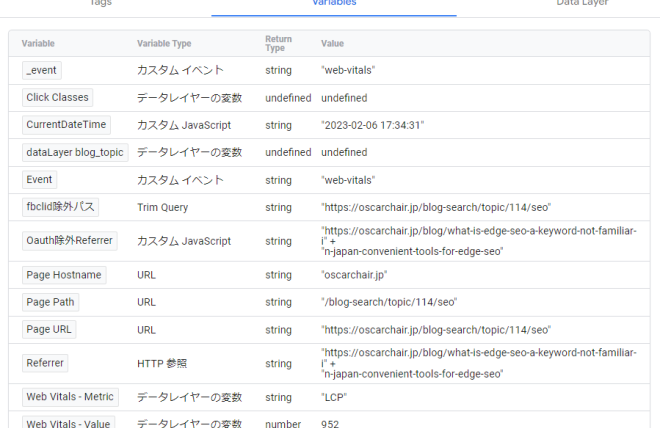 Tags Variables Data Layer
Variable Variable Type Return Type Value
_event カスタム イベント string "web-vitals"
Click Classes データレイヤーの変数 undefined undefined
CurrentDateTime カスタム JavaScript string "2023-02-06 17:34:31"
dataLayer blog_topic データレイヤーの変数 undefined undefined
Event カスタム イベント string "web-vitals"
fbclid除外パス Trim Query string "https://oscarchair.jp/blog-search/topic/114/seo"
Oauth除外Referrer カスタム JavaScript string "https://oscarchair.jp/blog/what-is-edge-seo-a-keyword-not-familiar-
i" +
"n-japan-convenient-tools-for-edge-seo"
Page Hostname URL string "oscarchair.jp"
Page Path URL string "/blog-search/topic/114/seo"
Page URL URL string "https://oscarchair.jp/blog-search/topic/114/seo"
Referrer HTTP 参照 string "https://oscarchair.jp/blog/what-is-edge-seo-a-keyword-not-familiar-
i" +
"n-japan-convenient-tools-for-edge-seo"
Web Vitals - Metric データレイヤーの変数 string "LCP"
Web Vitals - Value データレイヤーの変数 number 952